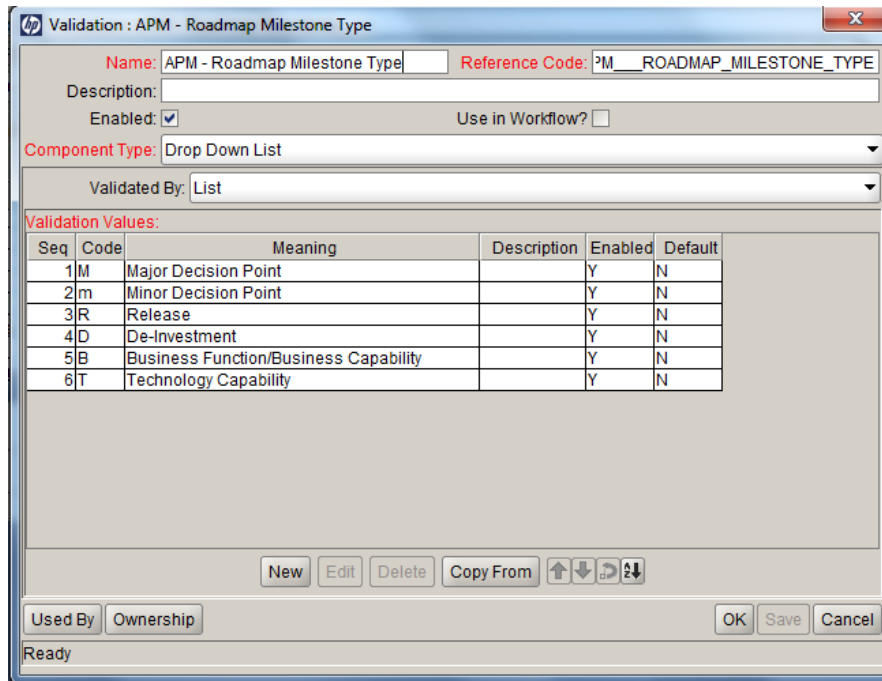 hp Validation : APM - Roadmap Milestone Type
Name: APM - Roadmap Milestone Type Reference Code: PM___ROADMAP_MILESTONE_TYPE
Description:
Enabled: Use in Workflow?
Component Type: Drop Down List
Validated By: List
Validation Values:
Seq Code Meaning Description Enabled Default
1 M Major Decision Point Y N
2 m Minor Decision Point Y N
3 R Release Y N
4 D De-Investment Y N
5 B Business Function/Business Capability Y N
6 T Technology Capability Y N
New Edit Delete Copy From
Used By Ownership OK Save Cancel
Ready